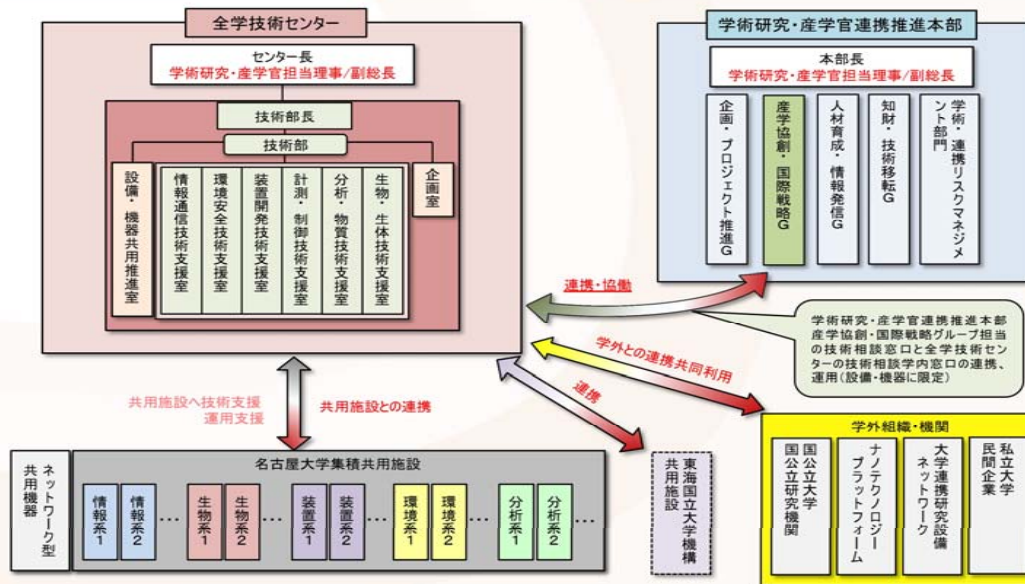 全学技術センター
センター長
学術研究・産学官担当理事/副総長
技術部長
技術部
設備・機器共用推進室
情報通信技術支援室
環境安全技術支援室
装置開発技術支援室
計測・制御技術支援室
分析・物質技術支援室
生物・生体技術支援室
企画室
学術研究・産学官連携推進本部
本部長
学術研究・産学官担当理事/副総長
企画・プロジェクト推進G
産学協創・国際戦略G
人材育成・情報発信G
知財・技術移転G
学術・連携リスクマネジメ
ント部門
連携・協働
学術研究・産学官連携推進本部
産学協創・国際戦略グループ担当
の技術相談窓口と全学技術セン
ターの技術相談学内窓口の連携、
運用(設備・機器に限定)
学外との連携共同利用
連携
共用施設へ技術支援
運用支援
共用施設との連携
ネットワーク型
共用機器
名古屋大学集積共用施設
情報系1
情報系2
…
生物系1
生物系2
…
装置系1
装置系2
…
環境系1
環境系2
…
分析系1
分析系2
…
東海国立大学機構
共用施設
学外組織・機関
国公立大学
国公立研究機関
ナノテクノロジー
プラットフォーム
大学連携研究設備
ネットワーク
私立大学
民間企業